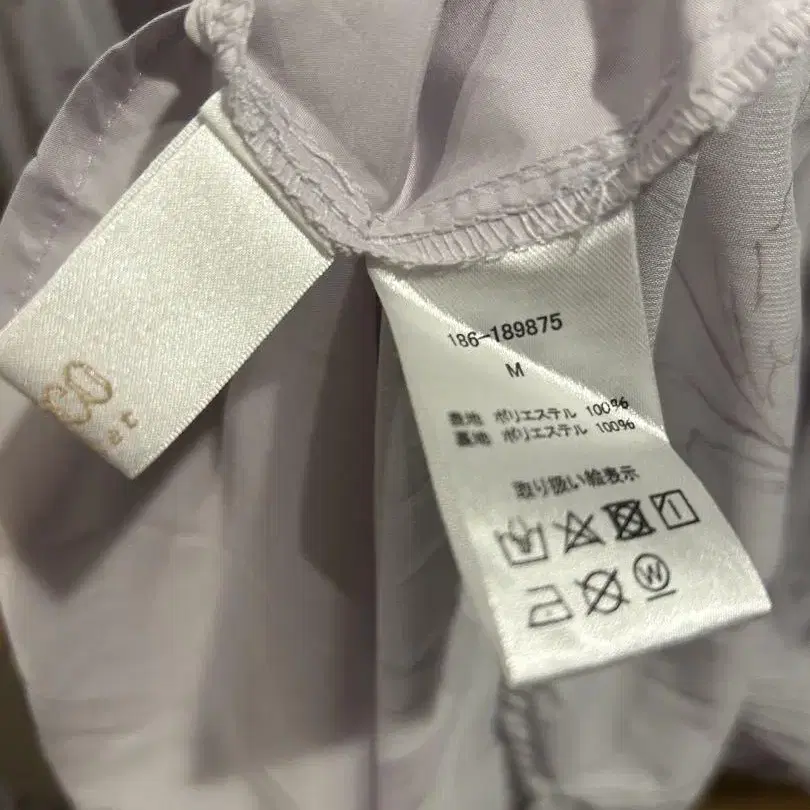 186-189875
M
表地 ポリエステル 100%
裏地 ポリエステル 100%
取り扱い絵表示
W